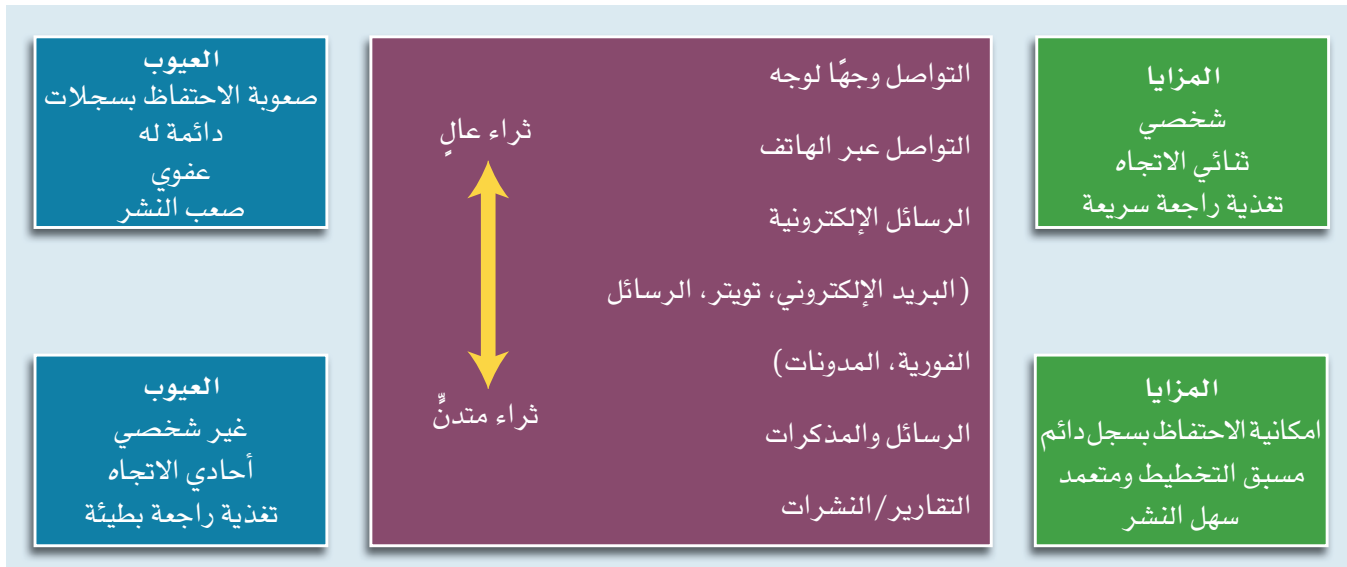 المزايا
شخصي
ثنائي الاتجاه
تغذية راجعة سريعة
المزايا
امكانية الاحتفاظ بسجل دائم
مسبق التخطيط ومتعمد
سهل النشر
التواصل وجهًا لوجه
التواصل عبر الهاتف
الرسائل الإلكترونية
(البريد الإلكتروني، تويتر، الرسائل
الفورية، المدونات)
الرسائل والمذكرات
التقارير/النشرات
ثراء عالٍ
ثراء متدنٍّ
العيوب
صعوبة الاحتفاظ بسجلات
دائمة له
عفوي
صعب النشر
العيوب
غير شخصي
أحادي الاتجاه
تغذية راجعة بطيئة